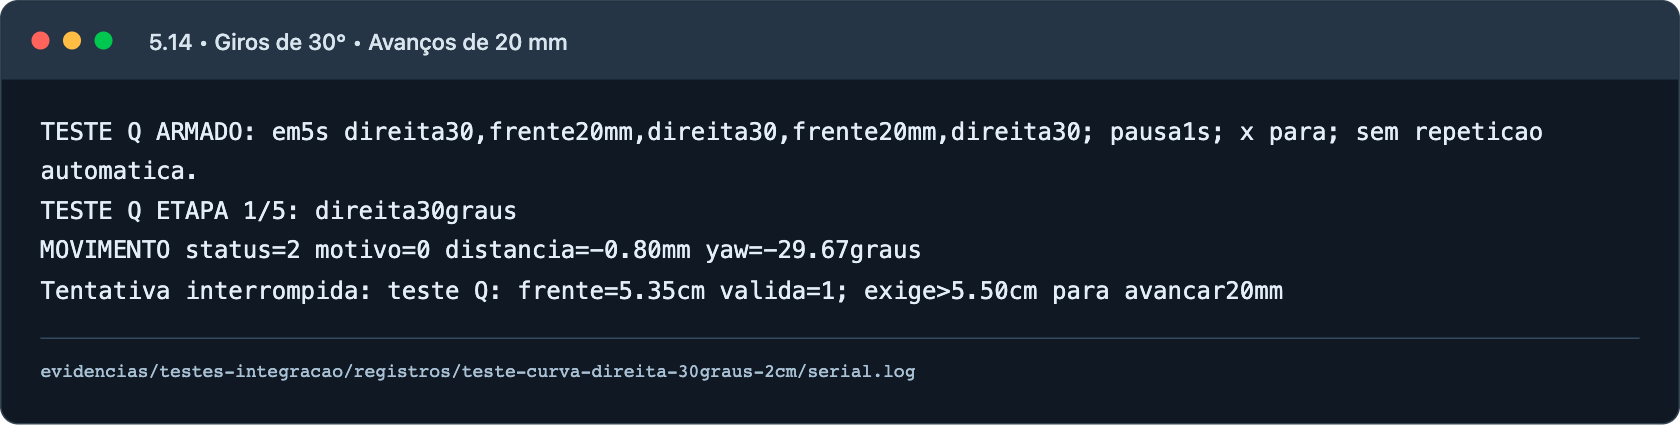 5.14 • Giros de 30° • Avanços de 20 mm
TESTE Q ARMADO: em5s direita30,frente20mm,direita30,frente20mm,direita30; pausa1s; x para; sem repeticao
automatica.
TESTE Q ETAPA 1/5: direita30graus
MOVIMENTO status=2 motivo=0 distancia=-0.80mm yaw=-29.67graus
Tentativa interrompida: teste Q: frente=5.35cm valida=1; exige>5.50cm para avancar20mm
evidencias/testes-integracao/registros/teste-curva-direita-30graus-2cm/serial.log